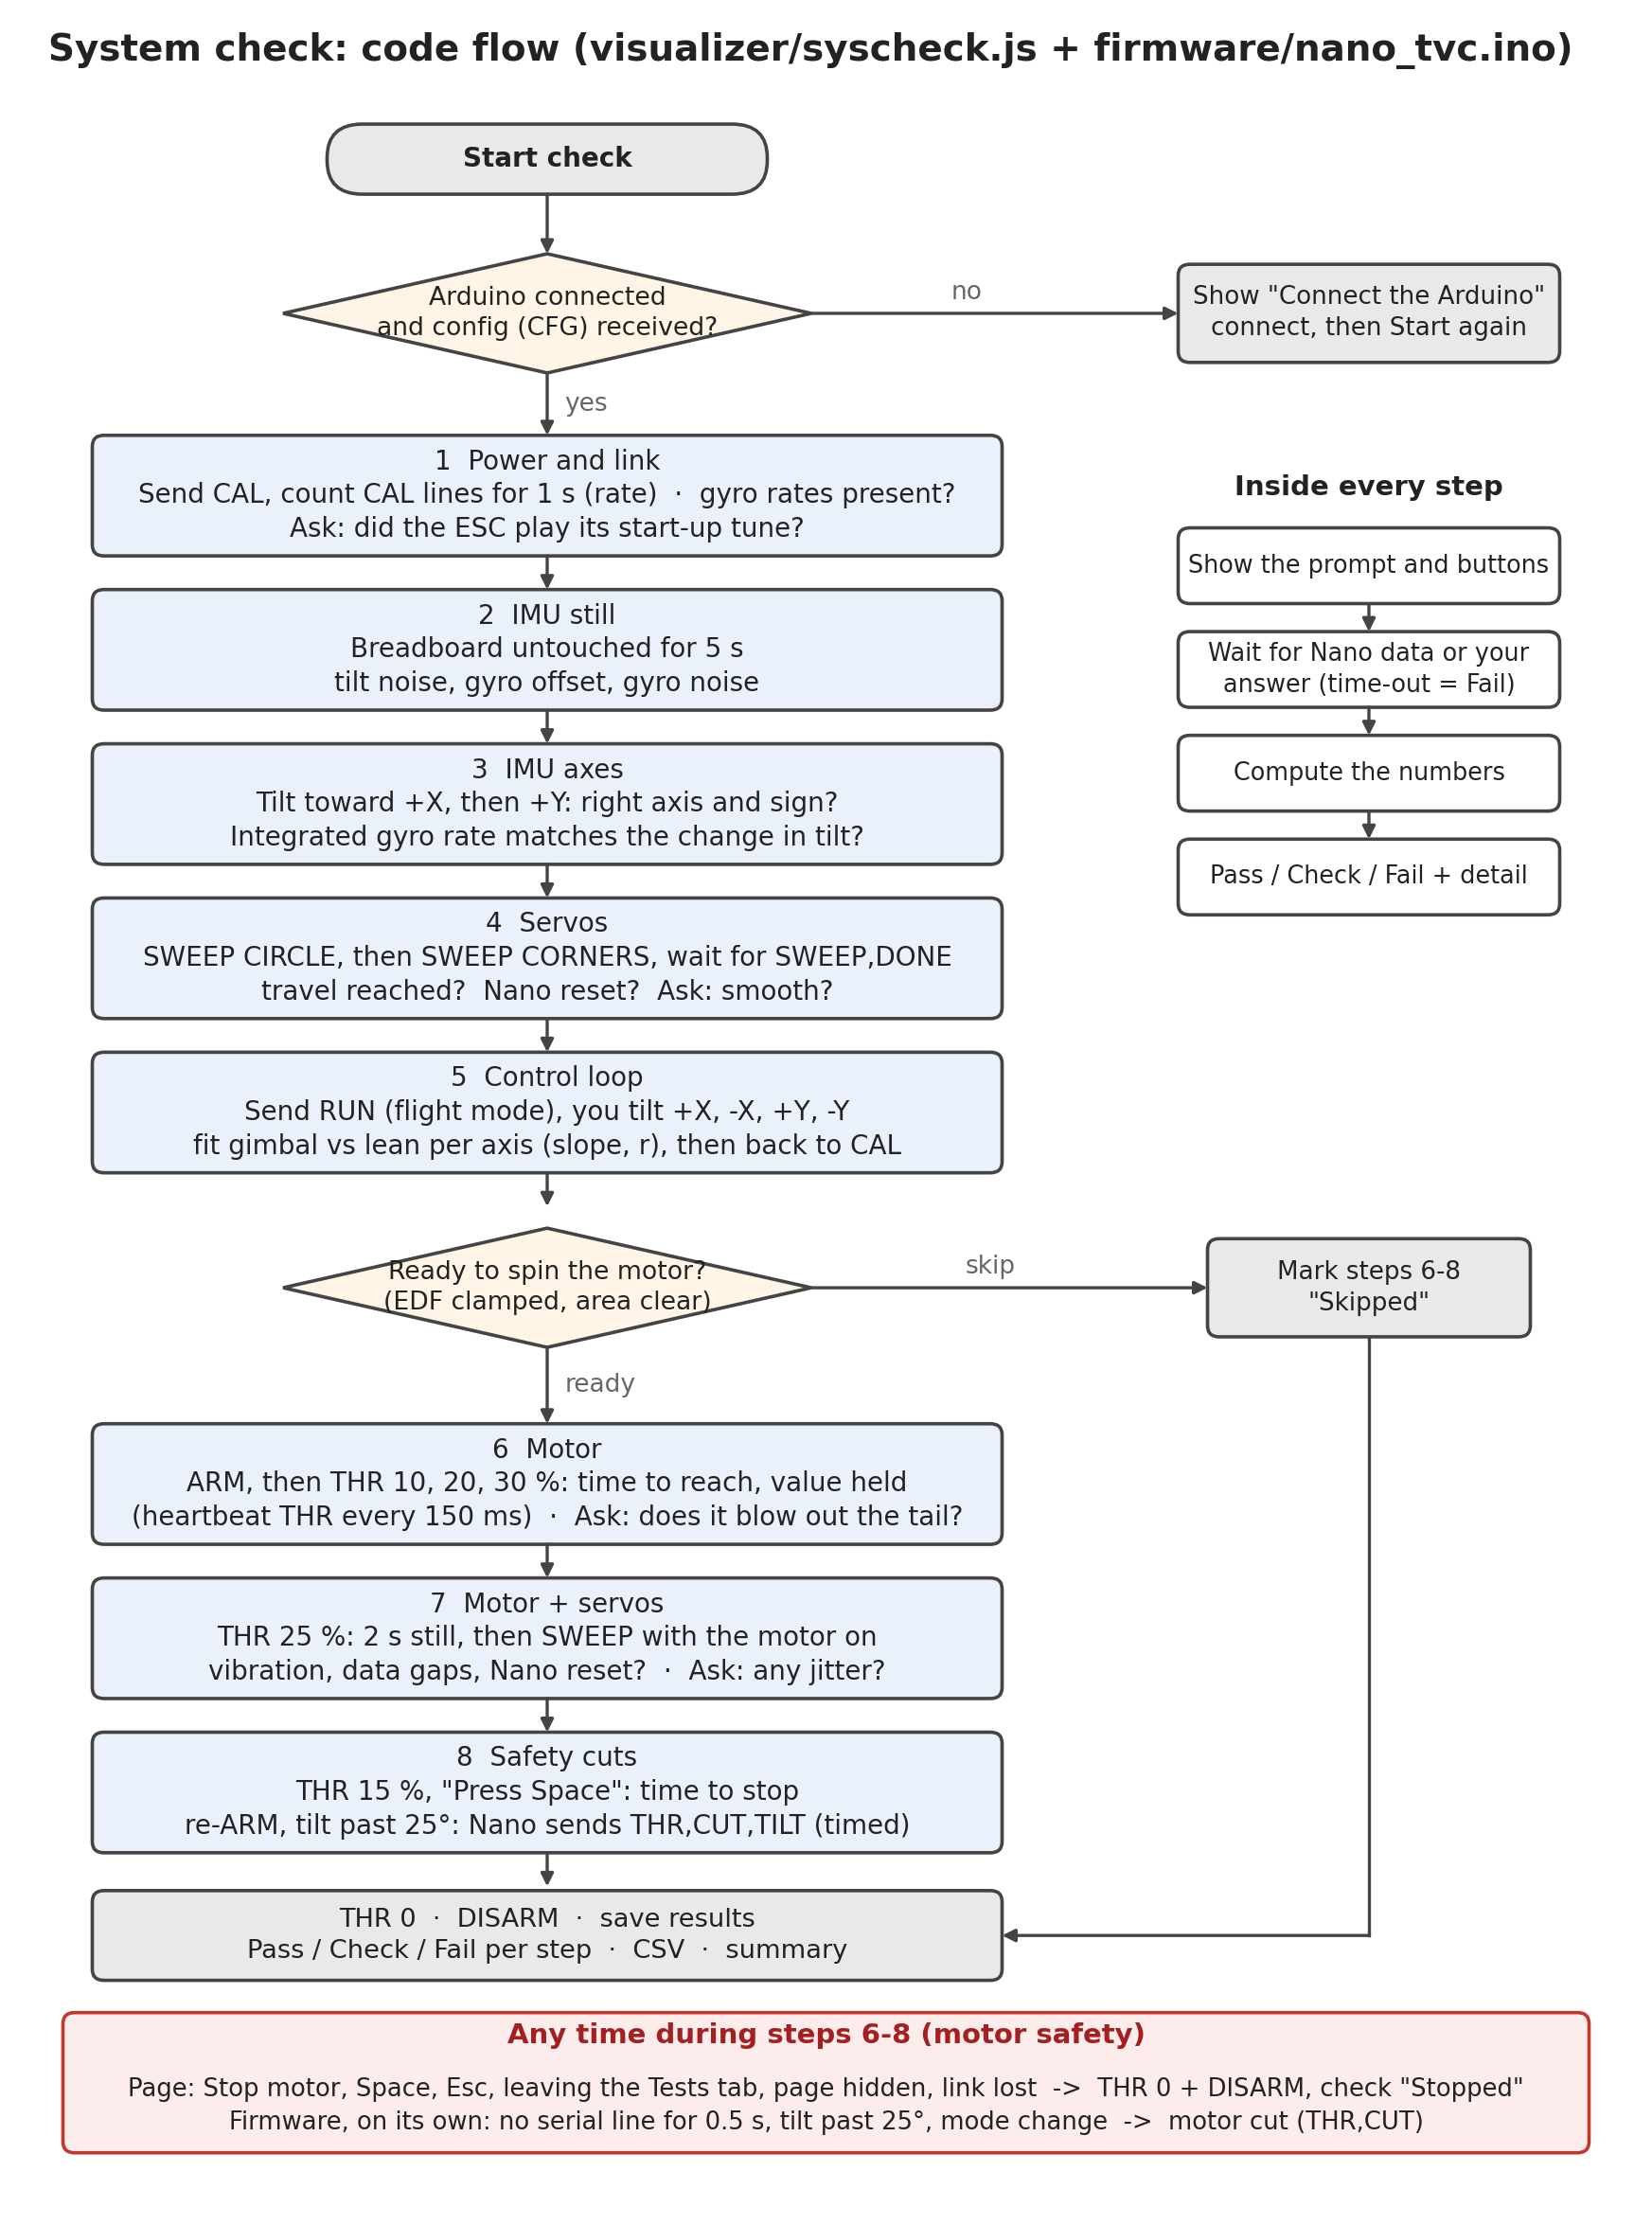 System check: code flow (visualizer/syscheck.js + firmware/nano_tvc.ino)
Start check
Arduino connected
and config (CFG) received?
no
Show "Connect the Arduino"
connect, then Start again
yes
1  Power and link
Send CAL, count CAL lines for 1 s (rate)  ·  gyro rates present?
Ask: did the ESC play its start-up tune?
2  IMU still
Breadboard untouched for 5 s
tilt noise, gyro offset, gyro noise
3  IMU axes
Tilt toward +X, then +Y: right axis and sign?
Integrated gyro rate matches the change in tilt?
4  Servos
SWEEP CIRCLE, then SWEEP CORNERS, wait for SWEEP,DONE
travel reached?  Nano reset?  Ask: smooth?
5  Control loop
Send RUN (flight mode), you tilt +X, -X, +Y, -Y
fit gimbal vs lean per axis (slope, r), then back to CAL
Inside every step
Show the prompt and buttons
Wait for Nano data or your
answer (time-out = Fail)
Compute the numbers
Pass / Check / Fail + detail
Ready to spin the motor?
(EDF clamped, area clear)
skip
Mark steps 6-8
"Skipped"
ready
6  Motor
ARM, then THR 10, 20, 30 %: time to reach, value held
(heartbeat THR every 150 ms)  ·  Ask: does it blow out the tail?
7  Motor + servos
THR 25 %: 2 s still, then SWEEP with the motor on
vibration, data gaps, Nano reset?  ·  Ask: any jitter?
8  Safety cuts
THR 15 %, "Press Space": time to stop
re-ARM, tilt past 25°: Nano sends THR,CUT,TILT (timed)
THR 0  ·  DISARM  ·  save results
Pass / Check / Fail per step  ·  CSV  ·  summary
Any time during steps 6-8 (motor safety)
Page: Stop motor, Space, Esc, leaving the Tests tab, page hidden, link lost  ->  THR 0 + DISARM, check "Stopped"
Firmware, on its own: no serial line for 0.5 s, tilt past 25°, mode change  ->  motor cut (THR,CUT)